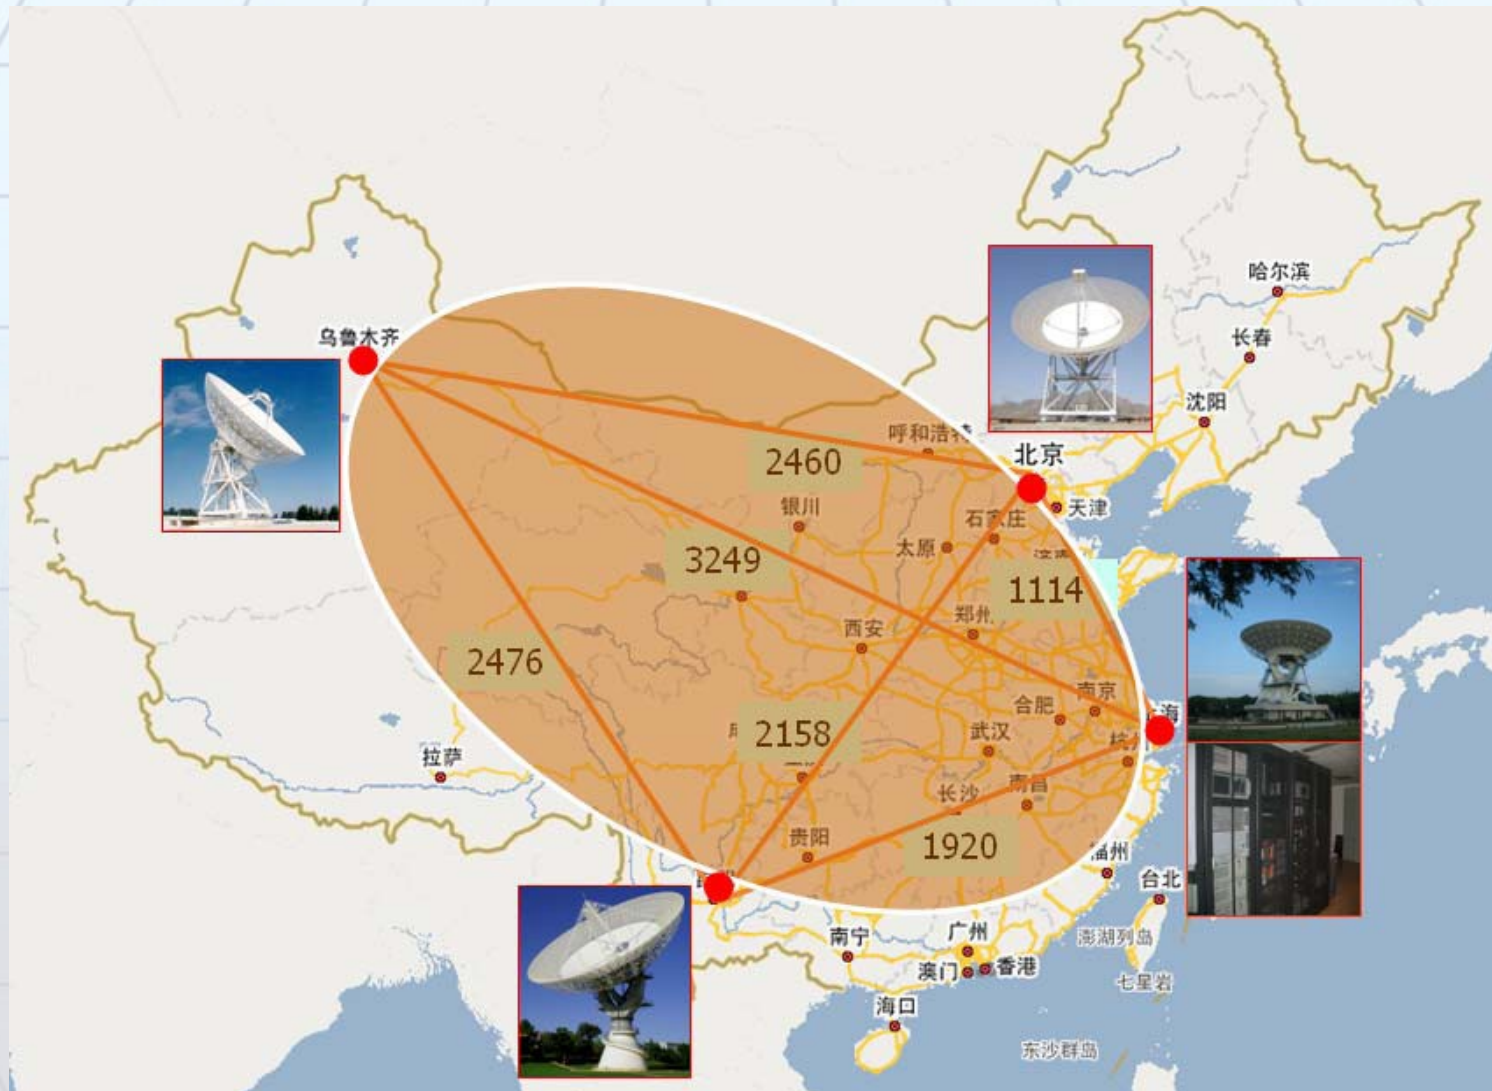 哈尔滨
长春
乌鲁木齐
沈阳
呼和浩特
北京
2460
银川
天津
石家庄
太原
3249
1114
郑州
西安
2476
南京
合肥
2158
武汉
杭州
拉萨
南昌
长沙
贵阳
1920
福州
台北
南宁
广州
澎湖列岛
澳门
香港
七星岩
海口
东沙群岛